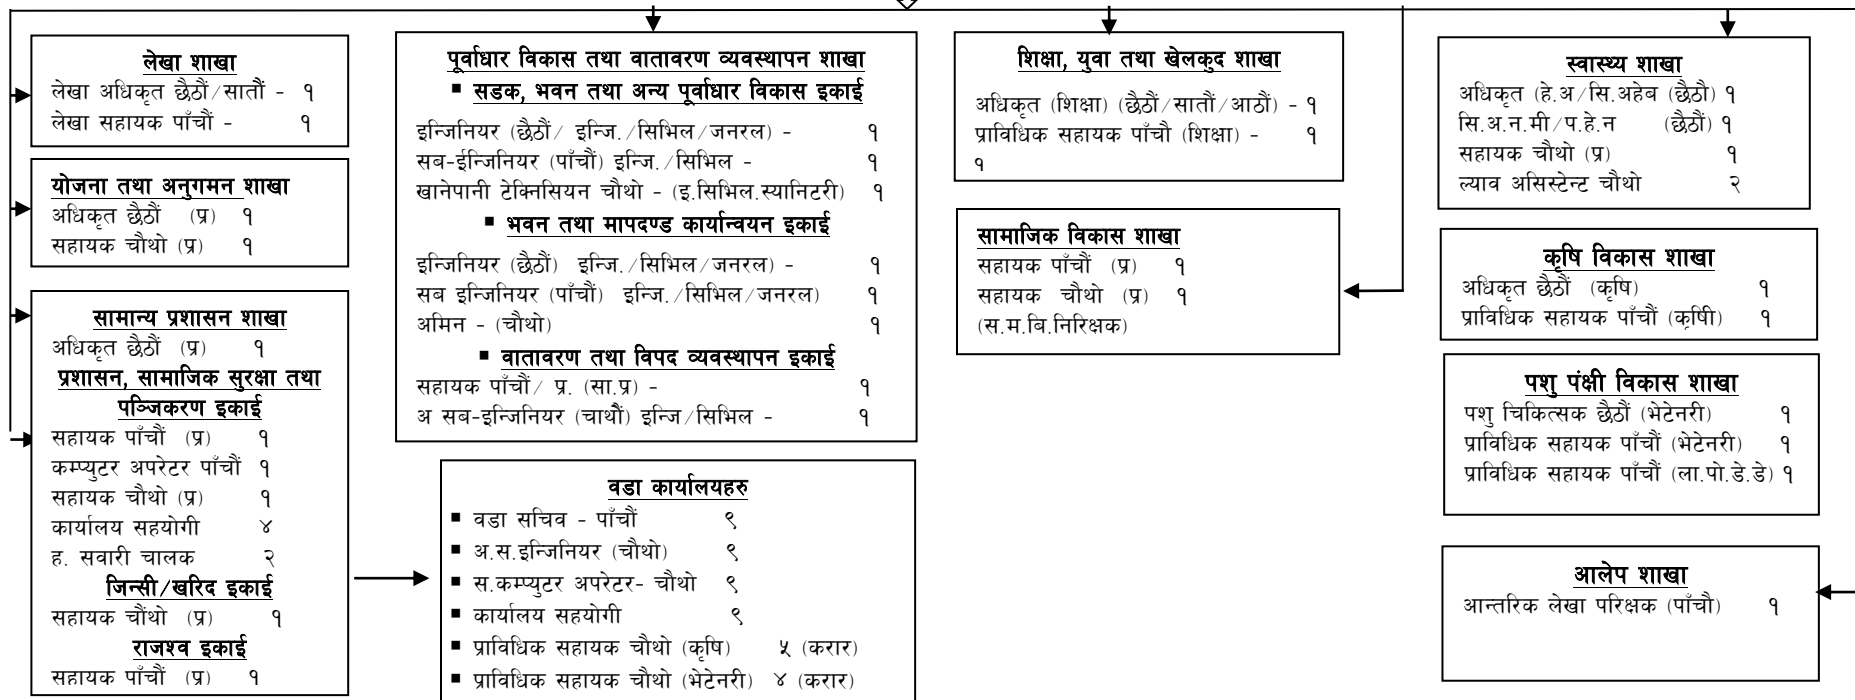 लेखा शाखा
लेखा अधिकृत छैठौं/सातौं - १
लेखा सहायक पाँचौं - १
योजना तथा अनुगमन शाखा
अधिकृत छैठौं (प्र) १
सहायक चौथो (प्र) १
सामान्य प्रशासन शाखा
अधिकृत छैठौं (प्र) १
प्रशासन, सामाजिक सुरक्षा तथा
पञ्जिकरण इकाई
सहायक पाँचौं (प्र) १
कम्प्युटर अपरेटर पाँचौं १
सहायक चौथो (प्र) १
कार्यालय सहयोगी ४
ह. सवारी चालक २
जिन्सी/खरिद इकाई
सहायक चौंथो (प्र) १
राजश्व इकाई
सहायक पाँचौं (प्र) १
पूर्वाधार विकास तथा वातावरण व्यवस्थापन शाखा
▪ सडक, भवन तथा अन्य पूर्वाधार विकास इकाई
इन्जिनियर (छैठौं/ इन्जि./सिभिल/जनरल) - १
सब-ईन्जिनियर (पाँचौं) इन्जि./सिभिल - १
खानेपानी टेक्निसियन चौथो - (इ.सिभिल.स्यानिटरी) १
▪ भवन तथा मापदण्ड कार्यान्वयन इकाई
इन्जिनियर (छैठौं) इन्जि./सिभिल/जनरल) - १
सब इन्जिनियर (पाँचौं) इन्जि./सिभिल/जनरल) १
अमिन - (चौथो) १
▪ वातावरण तथा विपद व्यवस्थापन इकाई
सहायक पाँचौं/ प्र. (सा.प्र) - १
अ सब-इन्जिनियर (चाथौं) इन्जि/सिभिल - १
वडा कार्यालयहरु
▪ वडा सचिव - पाँचौं ९
▪ अ.स.इन्जिनियर (चौथो) ९
▪ स.कम्प्युटर अपरेटर- चौथो ९
▪ कार्यालय सहयोगी ९
▪ प्राविधिक सहायक चौथो (कृषि) ५ (करार)
▪ प्राविधिक सहायक चौथो (भेटेनरी) ४ (करार)
शिक्षा, युवा तथा खेलकुद शाखा
अधिकृत (शिक्षा) (छैठौं/सातौं/आठौं) - १
प्राविधिक सहायक पाँचौ (शिक्षा) - १
१
सामाजिक विकास शाखा
सहायक पाँचौं (प्र) १
सहायक चौथो (प्र) १
(स.म.बि.निरिक्षक)
स्वास्थ्य शाखा
अधिकृत (हे.अ/सि.अहेब (छैठौ) १
सि.अ.न.मी/प.हे.न (छैठौं) १
सहायक चौथो (प्र) १
ल्याव असिस्टेन्ट चौथो २
कृषि विकास शाखा
अधिकृत छैठौं (कृषि) १
प्राविधिक सहायक पाँचौं (कृषिी) १
पशु पंक्षी विकास शाखा
पशु चिकित्सक छैठौं (भेटेनरी) १
प्राविधिक सहायक पाँचौं (भेटेनरी) १
प्राविधिक सहायक पाँचौं (ला.पो.डे.डे) १
आलेप शाखा
आन्तरिक लेखा परिक्षक (पाँचौ) १